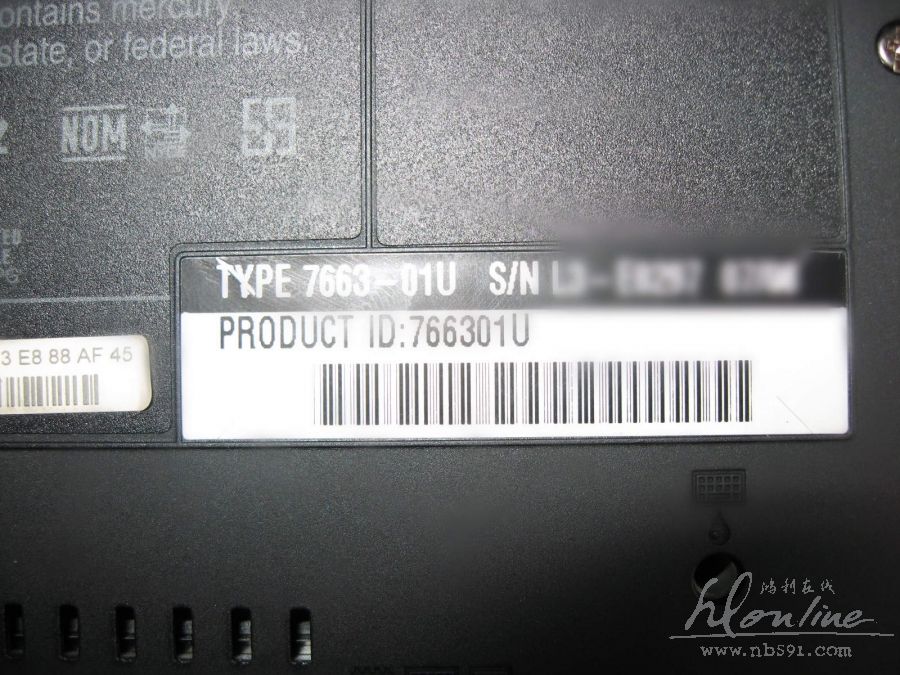 ontains mercury.
state, or federal laws.
NOM
TYPE 7663-01U S/N
PRODUCT ID:766301U
3 E8 88 AF 45
鸿利在线
hlonline
www.nb591.com